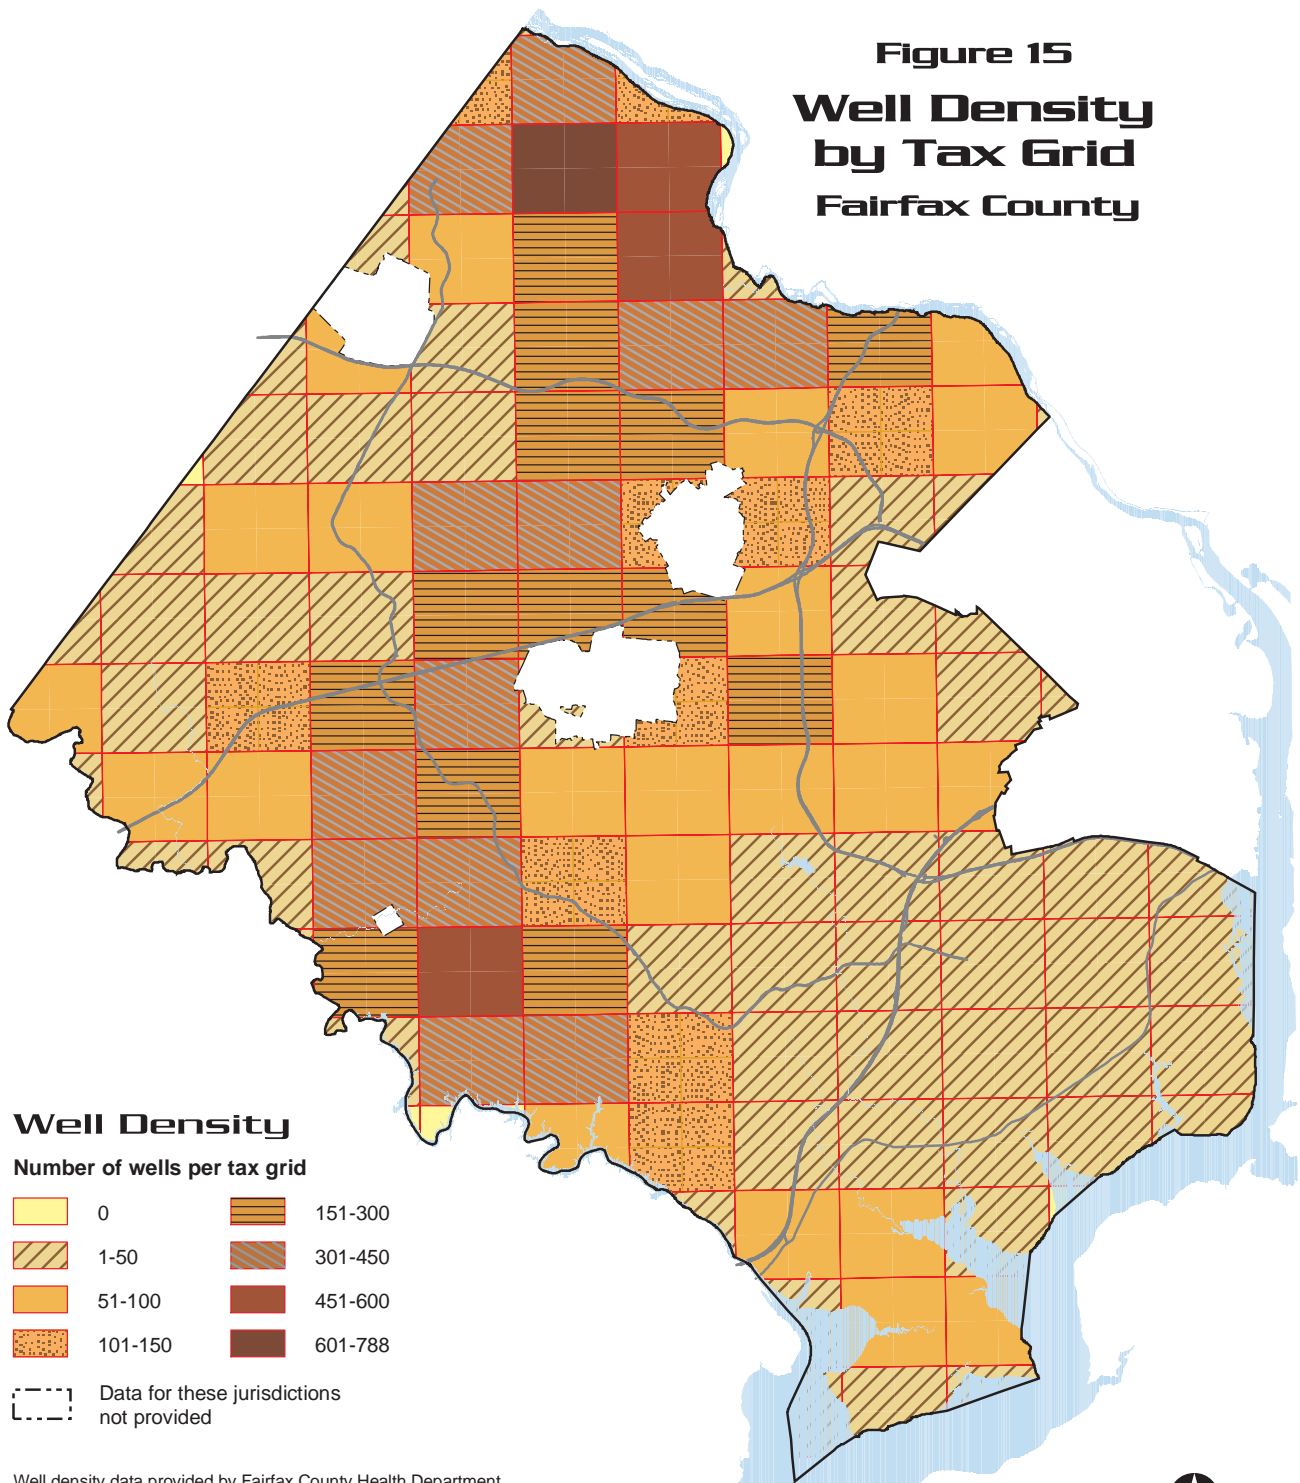 Figure 15
Well Density
by Tax Grid
Fairfax County
Well Density
Number of wells per tax grid
0
1-50
51-100
101-150
151-300
301-450
451-600
601-788
Data for these jurisdictions
not provided
Well density data provided by Fairfax County Health Department